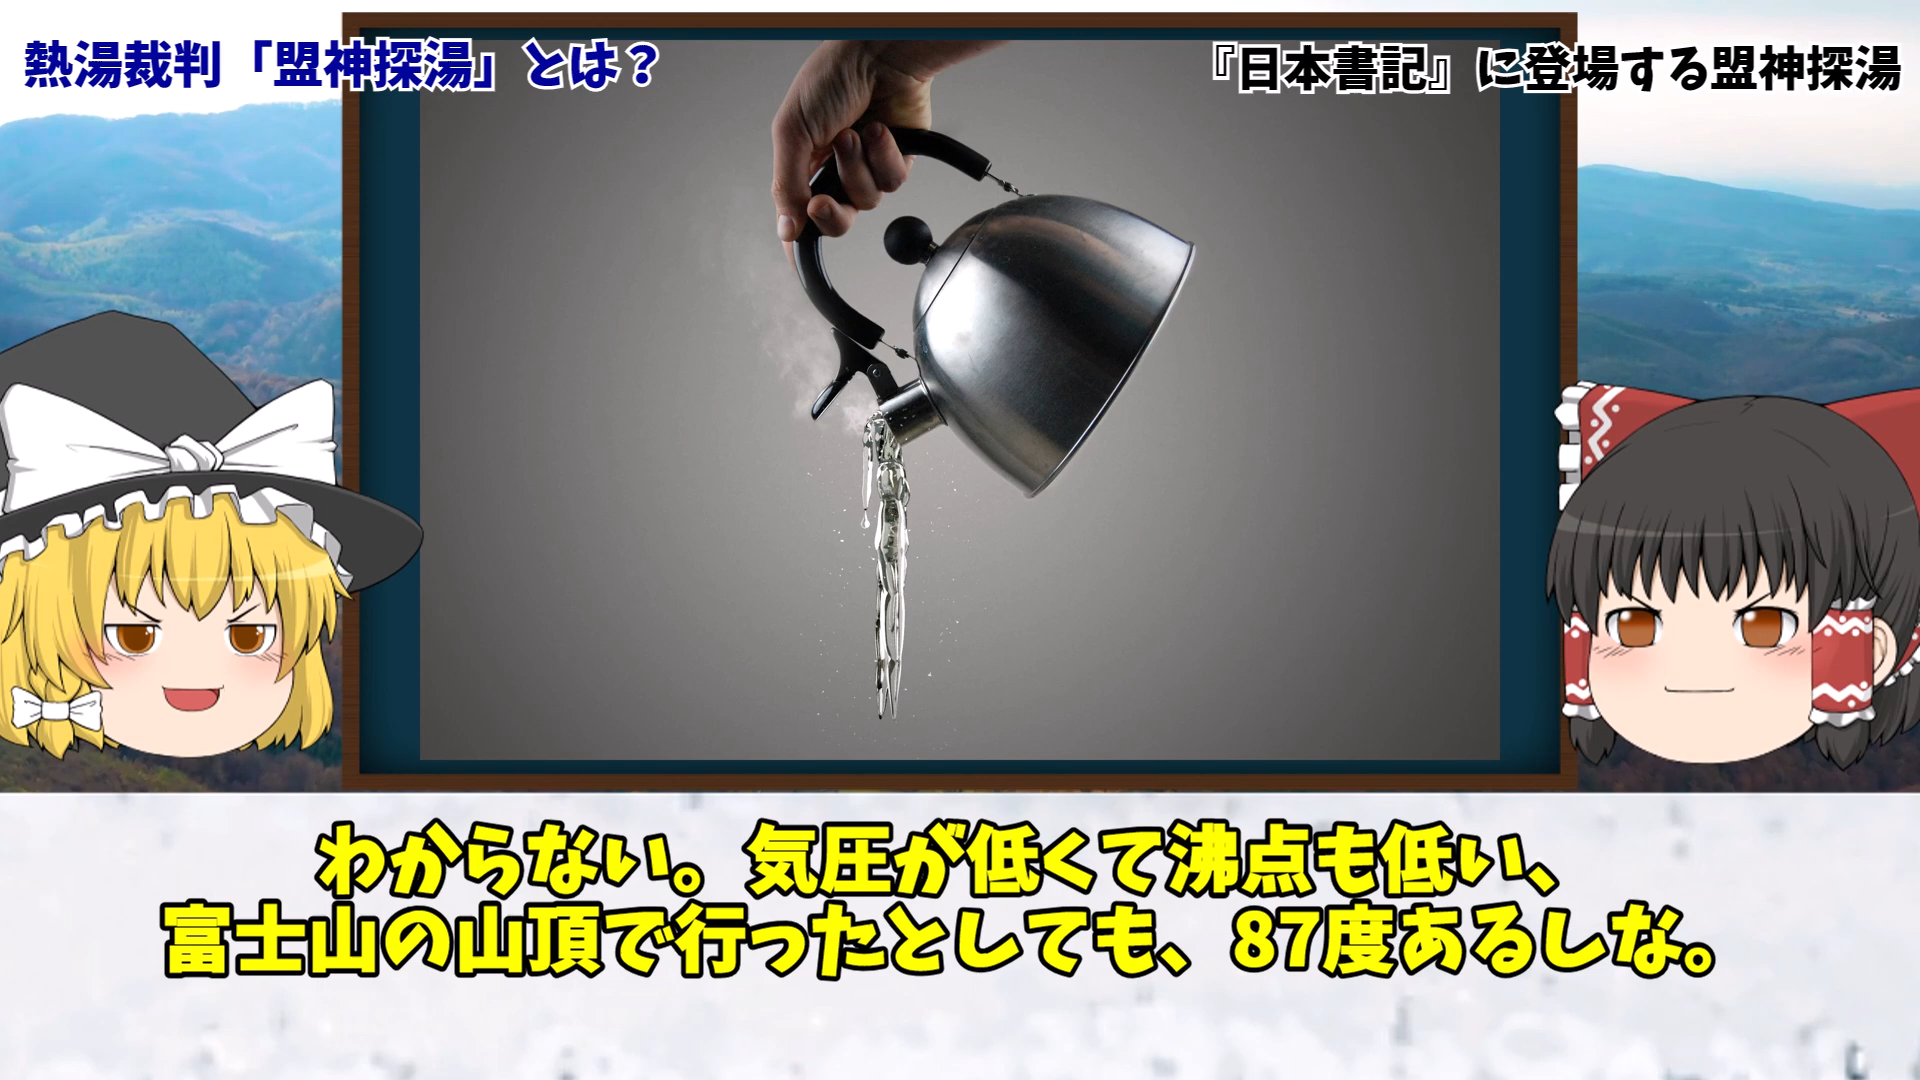 熱湯裁判「盟神探湯」とは？
『日本書記』に登場する盟神探湯
わからない。気圧が低くて沸点も低い、
富士山の山頂で行ったとしても、87度あるしな。